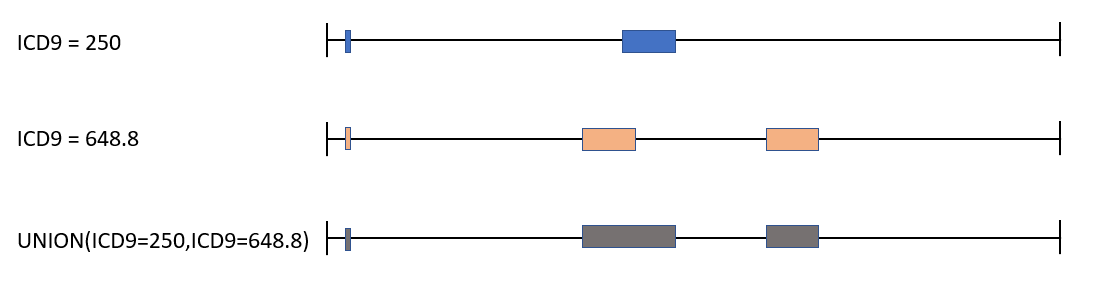 ICD9 = 250
ICD9 = 648.8
UNION(ICD9=250,ICD9=648.8)